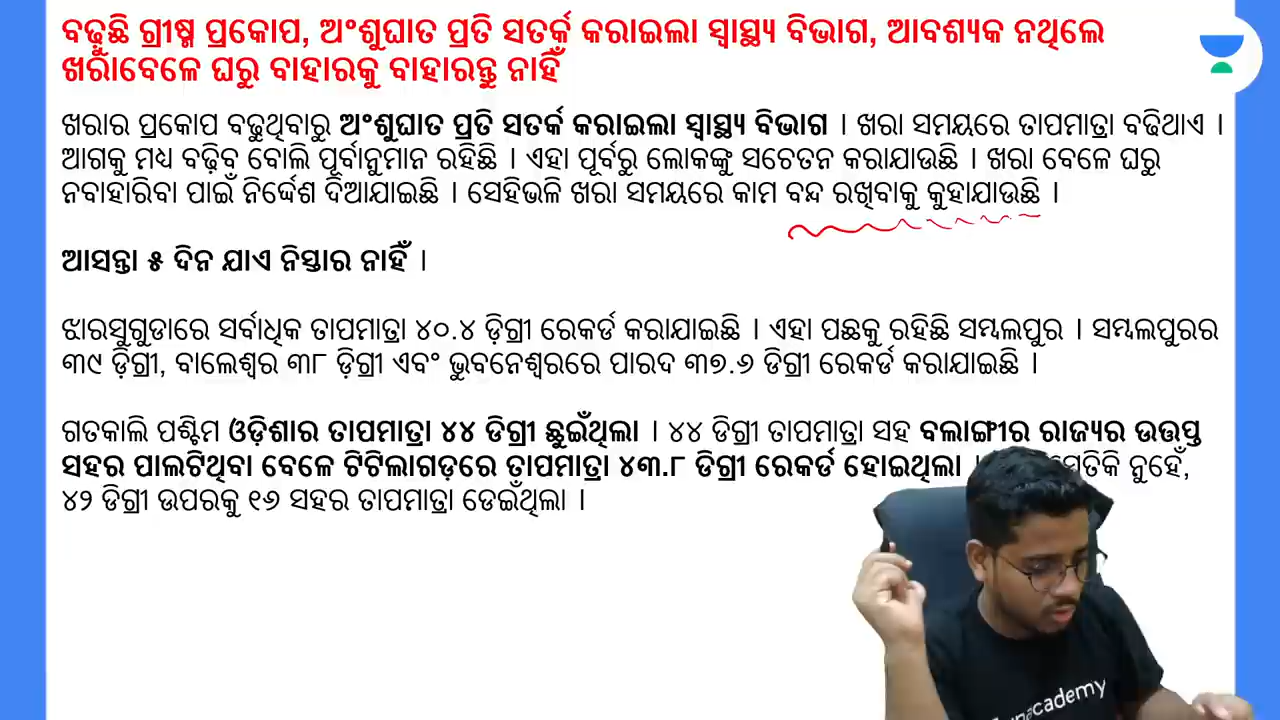 ବଢ଼ୁଛି ଗ୍ରୀଷ୍ମ ପ୍ରକୋପ, ଅଂଶୁଘାତ ପ୍ରତି ସତର୍କ କରାଇଲା ସ୍ୱାସ୍ଥ୍ୟ ବିଭାଗ, ଆବଶ୍ୟକ ନଥିଲେ
ଖରାବେଳେ ଘରୁ ବାହାରକୁ ବାହାରନ୍ତୁ ନାହିଁ
ଖରାର ପ୍ରକୋପ ବଢୁଥିବାରୁ ଅଂଶୁଘାତ ପ୍ରତି ସତର୍କ କରାଇଲା ସ୍ୱାସ୍ଥ୍ୟ ବିଭାଗ । ଖରା ସମୟରେ ତାପମାତ୍ରା ବଢିଥାଏ ।
ଆଗକୁ ମଧ୍ୟ ବଢ଼ିବ ବୋଲି ପୂର୍ବାନୁମାନ ରହିଛି । ଏହା ପୂର୍ବରୁ ଲୋକଙ୍କୁ ସଚେତନ କରାଯାଉଛି । ଖରା ବେଳେ ଘରୁ
ନବାହାରିବା ପାଇଁ ନିର୍ଦ୍ଦେଶ ଦିଆଯାଇଛି । ସେହିଭଳି ଖରା ସମୟରେ କାମ ବନ୍ଦ ରଖିବାକୁ କୁହାଯାଉଛି ।
ଆସନ୍ତା ୫ ଦିନ ଯାଏ ନିସ୍ତାର ନାହିଁ ।
ଝାରସୁଗୁଡାରେ ସର୍ବାଧିକ ତାପମାତ୍ରା ୪୦.୪ ଡ଼ିଗ୍ରୀ ରେକର୍ଡ କରାଯାଇଛି । ଏହା ପଛକୁ ରହିଛି ସମ୍ବଲପୁର । ସମ୍ବଲପୁରର
୩୯ ଡ଼ିଗ୍ରୀ, ବାଲେଶ୍ୱର ୩୮ ଡ଼ିଗ୍ରୀ ଏବଂ ଭୁବନେଶ୍ୱରରେ ପାରଦ ୩୭.୬ ଡିଗ୍ରୀ ରେକର୍ଡ କରାଯାଇଛି ।
ଗତକାଲି ପଶ୍ଚିମ ଓଡ଼ିଶାର ତାପମାତ୍ରା ୪୪ ଡିଗ୍ରୀ ଛୁଇଁଥିଲା । ୪୪ ଡିଗ୍ରୀ ତାପମାତ୍ରା ସହ ବଲାଙ୍ଗୀର ରାଜ୍ୟର ଉତ୍ତପ୍ତ
ସହର ପାଲଟିଥିବା ବେଳେ ଟିଟିଲାଗଡ଼ରେ ତାପମାତ୍ରା ୪୩.୮ ଡିଗ୍ରୀ ରେକର୍ଡ ହୋଇଥିଲା । ନୁହେଁ,
୪୨ ଡିଗ୍ରୀ ଉପରକୁ ୧୬ ସହର ତାପମାତ୍ରା ଡେଇଁଥିଲା ।
unacademy